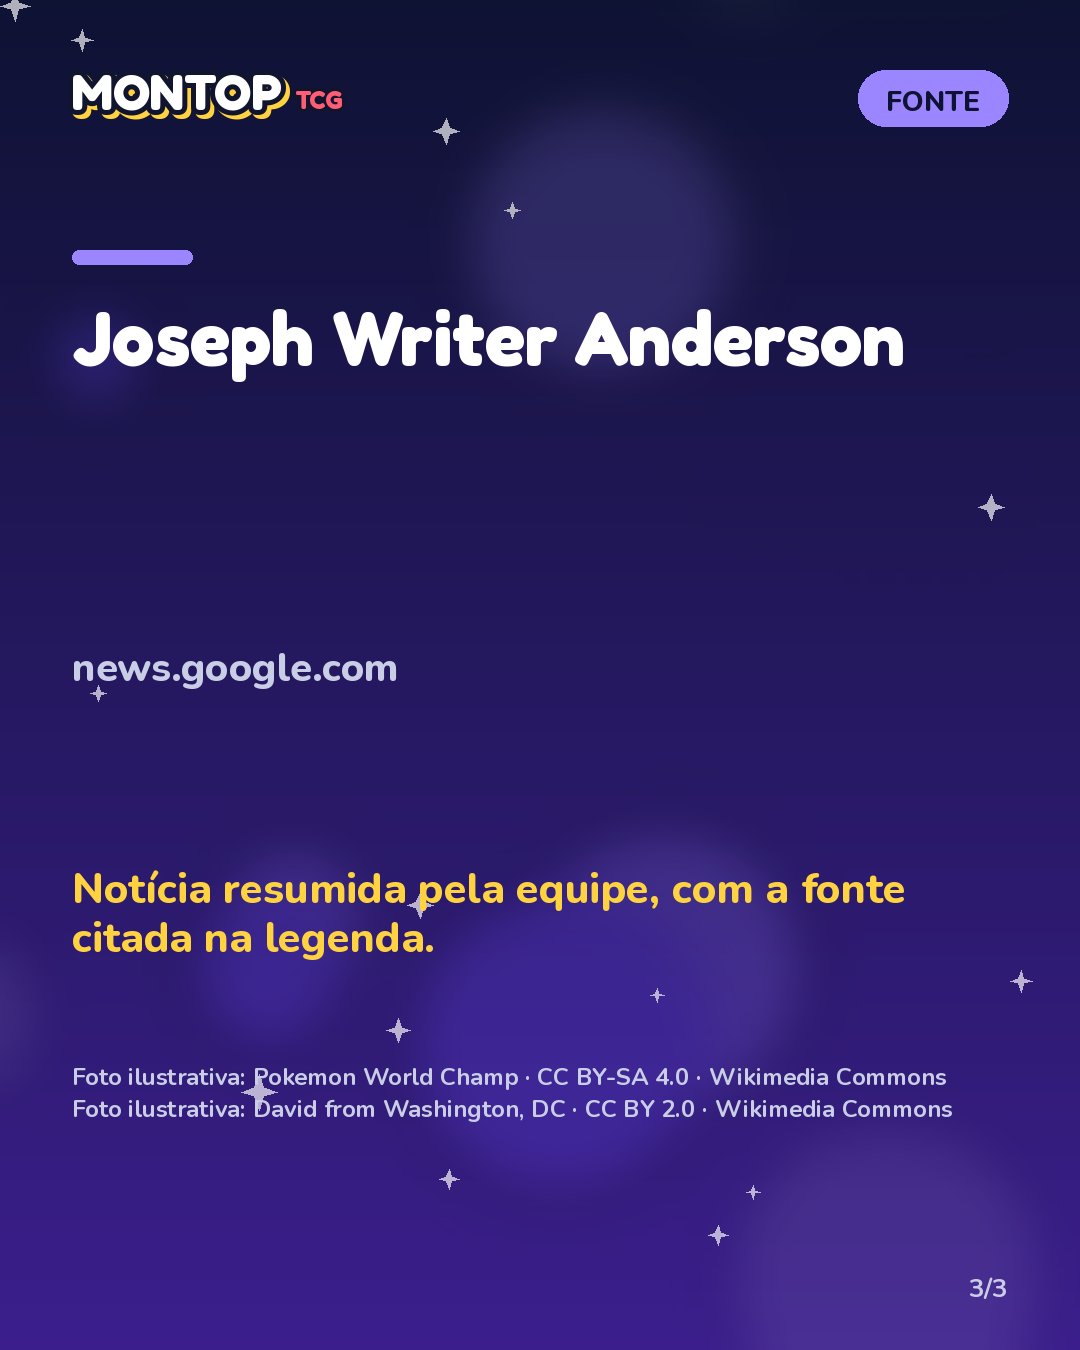 MONTOP TCG
FONTE
Joseph Writer Anderson
news.google.com
Notícia resumida pela equipe, com a fonte
citada na legenda.
Foto ilustrativa: Pokemon World Champ · CC BY-SA 4.0 · Wikimedia Commons
Foto ilustrativa: David from Washington, DC · CC BY 2.0 · Wikimedia Commons
3/3